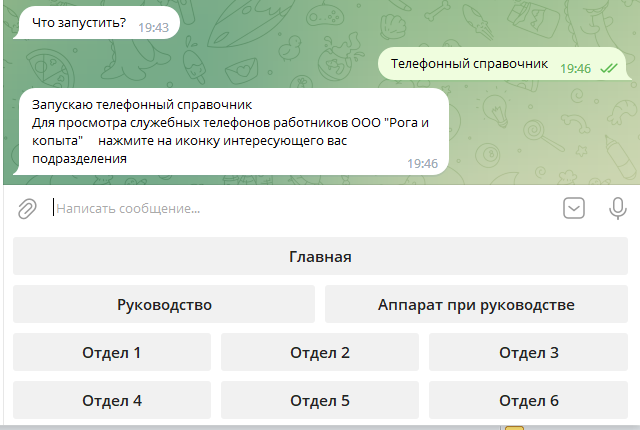 Что запустить? 19:43
Телефонный справочник 19:46
Запускаю телефонный справочник
Для просмотра служебных телефонов работников ООО "Рога и
копыта" нажмите на иконку интересующего вас
подразделения 19:46
Написать сообщение...
Главная
Руководство Аппарат при руководстве
Отдел 1 Отдел 2 Отдел 3
Отдел 4 Отдел 5 Отдел 6